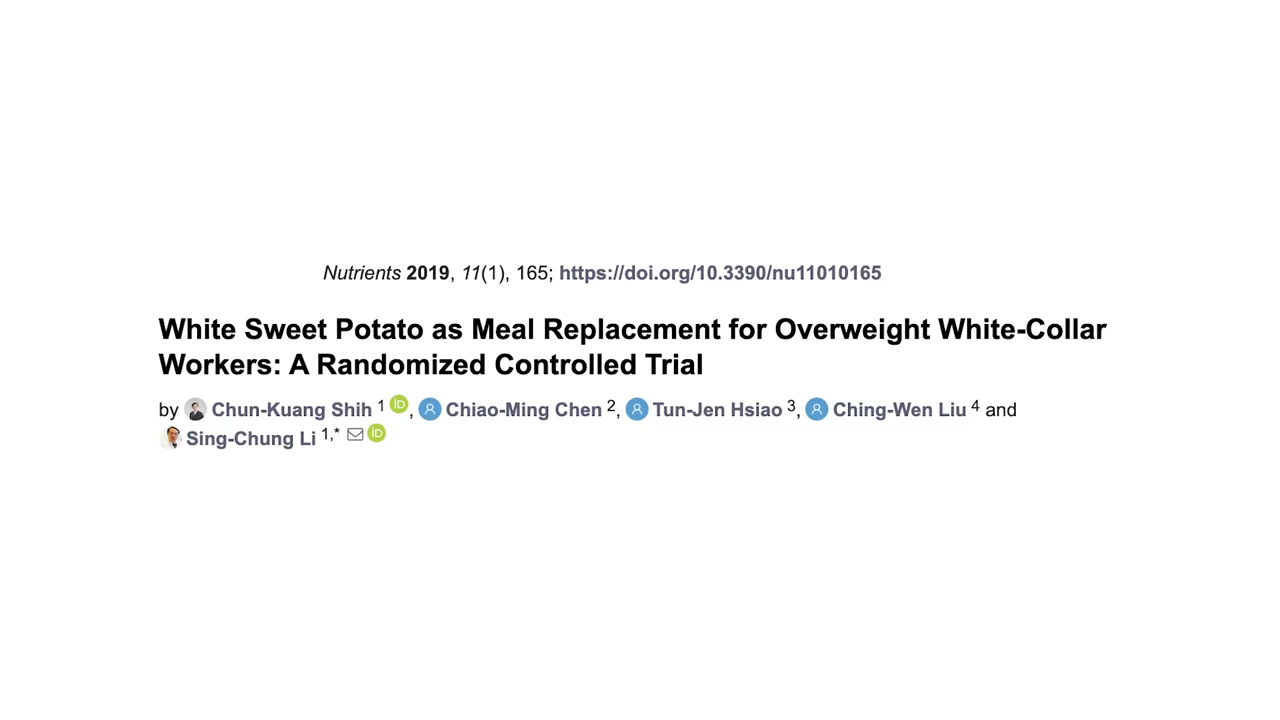 Nutrients 2019, 11(1), 165; https://doi.org/10.3390/nu11010165
White Sweet Potato as Meal Replacement for Overweight White-Collar
Workers: A Randomized Controlled Trial
by Chun-Kuang Shih 1 iD, Chiao-Ming Chen 2, Tun-Jen Hsiao 3, Ching-Wen Liu 4 and
Sing-Chung Li 1,* iD